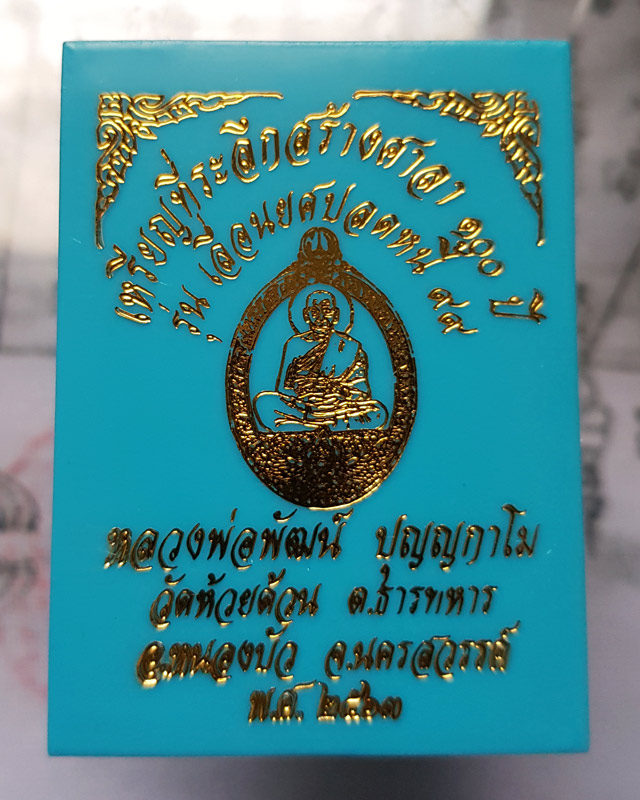 เหรียญที่ระลึกสร้างศาลา ๑๐๐ ปี
รุ่น เลื่อนยศปลดหนี้ ๙๙
หลวงพ่อพัฒน์ ปุญญกาโม
วัดห้วยด้วน ต.ธารทหาร
อ.หนองบัว จ.นครสวรรค์
พ.ศ. ๒๕๖๓